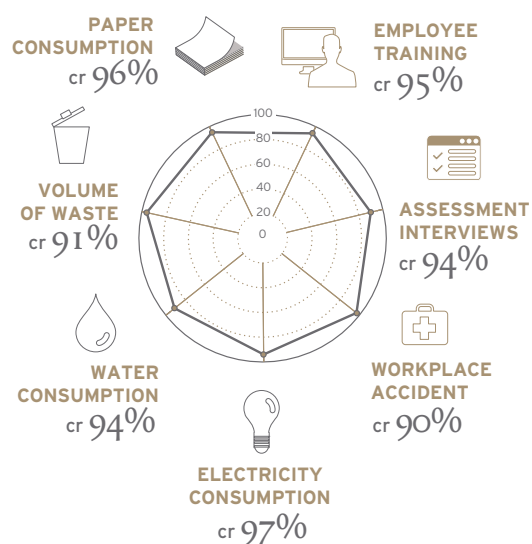 PAPER
CONSUMPTION
cr 96%
EMPLOYEE
TRAINING
cr 95%
100
80
60
40
20
0
VOLUME
OF WASTE
cr 91%
ASSESSMENT
INTERVIEWS
cr 94%
WATER
CONSUMPTION
cr 94%
WORKPLACE
ACCIDENT
cr 90%
ELECTRICITY
CONSUMPTION
cr 97%